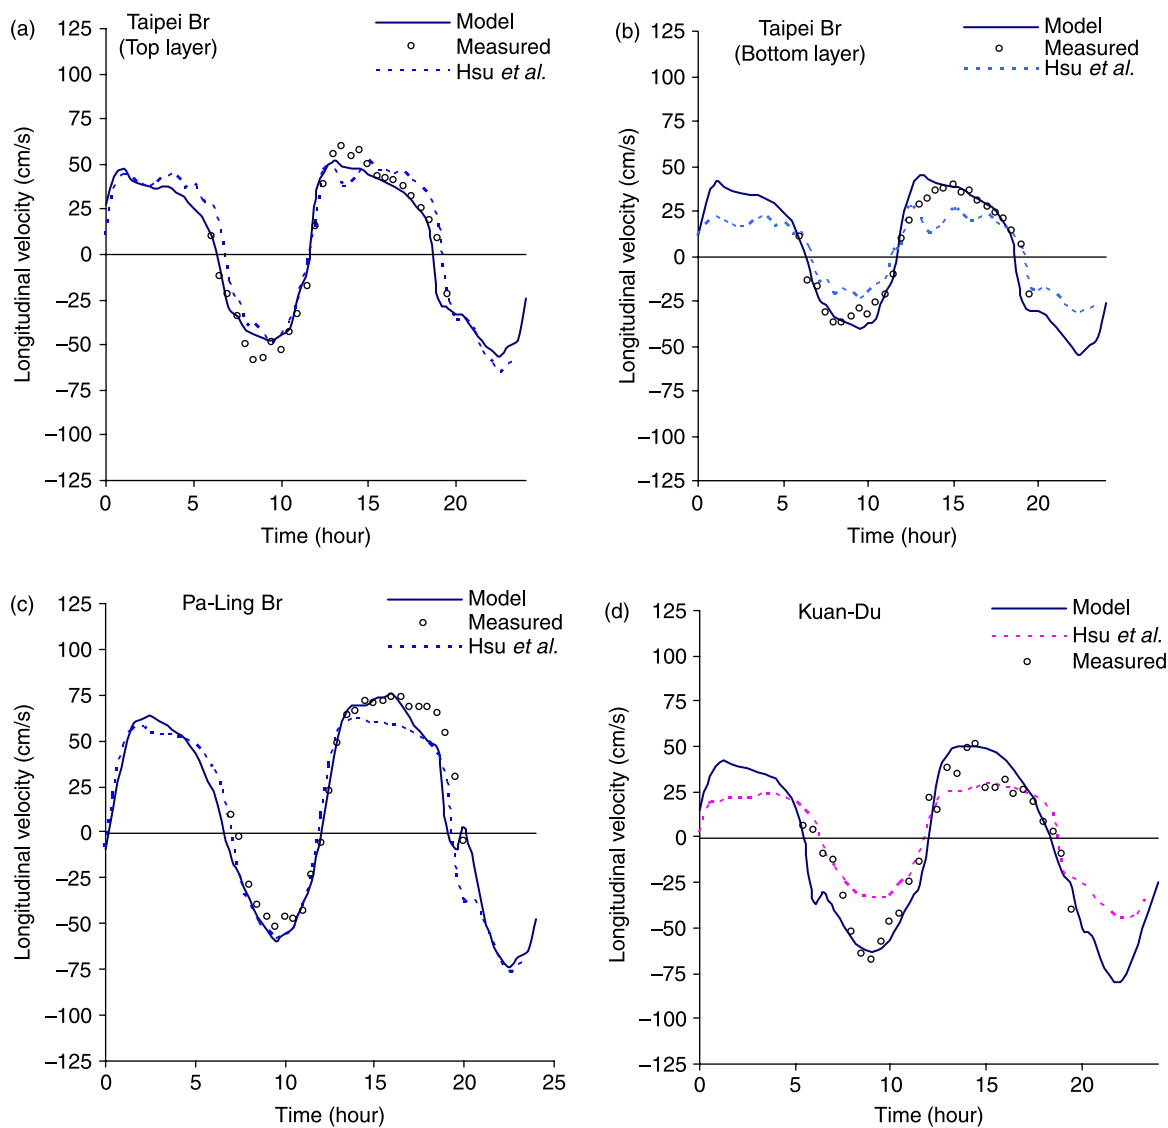 (a)
Taipei Br
(Top layer)
Model
Measured
Hsu et al.
125
100
75
50
25
0
−25
−50
−75
−100
−125
Longitudinal velocity (cm/s)
0 5 10 15 20
Time (hour)
(b)
Taipei Br
(Bottom layer)
Model
Measured
Hsu et al.
125
100
75
50
25
0
−25
−50
−75
−100
−125
Longitudinal velocity (cm/s)
0 5 10 15 20
Time (hour)
(c)
Pa-Ling Br
Model
Measured
Hsu et al.
125
100
75
50
25
0
−25
−50
−75
−100
−125
Longitudinal velocity (cm/s)
0 5 10 15 20 25
Time (hour)
(d)
Kuan-Du
Model
Hsu et al.
Measured
125
100
75
50
25
0
−25
−50
−75
−100
−125
Longitudinal velocity (cm/s)
0 5 10 15 20
Time (hour)